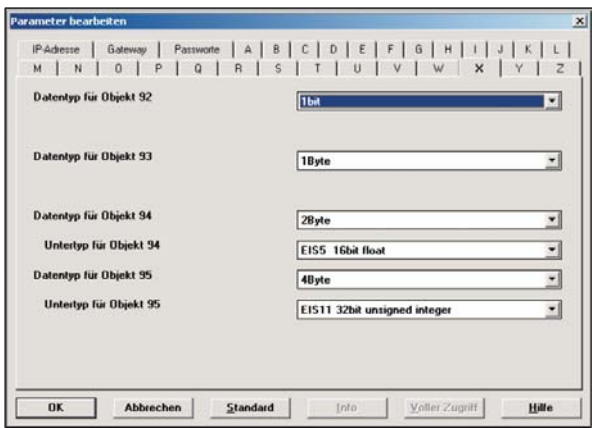 Parameter bearbeiten
IP-Adresse Gateway Passworte A B C D E F G H I J K L
M N O P Q R S T U V W X Y Z
Datentyp für Objekt 92 1bit
Datentyp für Objekt 93 1Byte
Datentyp für Objekt 94 2Byte
Untertyp für Objekt 94 EIS5 16bit float
Datentyp für Objekt 95 4Byte
Untertyp für Objekt 95 EIS11 32bit unsigned integer
OK Abbrechen Standard Info Voller Zugriff Hilfe